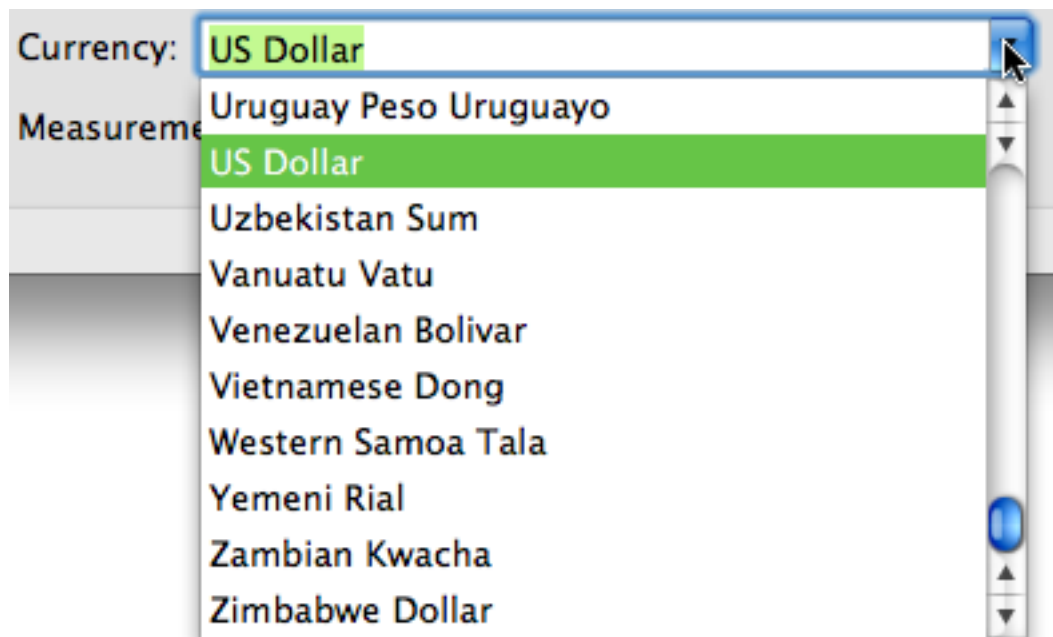 Currency: US Dollar
Uruguay Peso Uruguayo
Measureme
US Dollar
Uzbekistan Sum
Vanuatu Vatu
Venezuelan Bolivar
Vietnamese Dong
Western Samoa Tala
Yemeni Rial
Zambian Kwacha
Zimbabwe Dollar